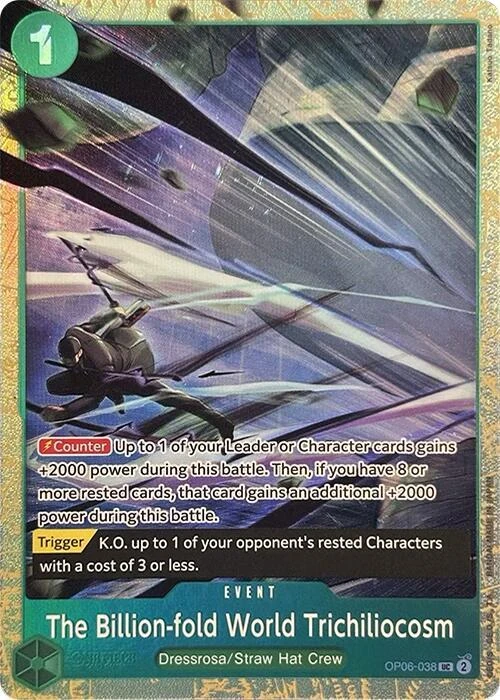 1
Counter Up to 1 of your Leader or Character cards gains
+2000 power during this battle. Then, if you have 8 or
more rested cards, that card gains an additional +2000
power during this battle.
Trigger K.O. up to 1 of your opponent's rested Characters
with a cost of 3 or less.
EVENT
The Billion-fold World Trichiliocosm
Dressrosa/Straw Hat Crew
OP06-038 UC 2